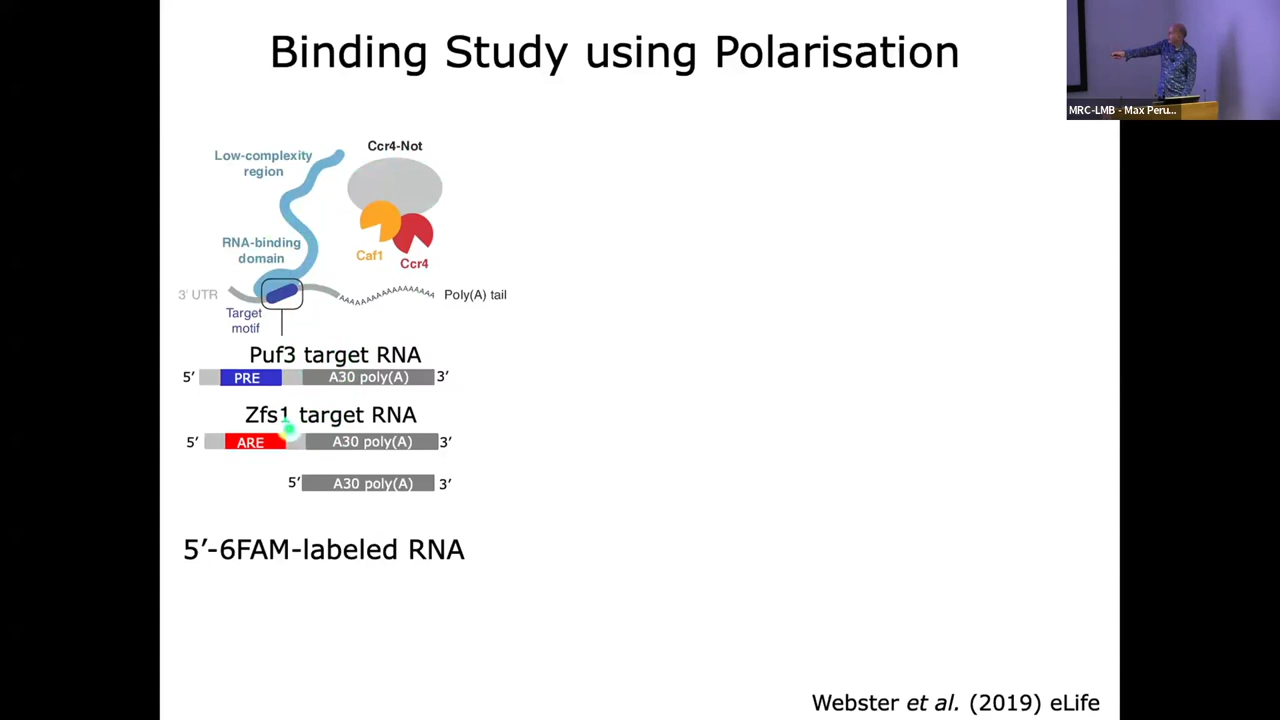 Binding Study using Polarisation
MRC-LMB - Max Peru...
Low-complexity
region
Ccr4-Not
RNA-binding
domain
Caf1
Ccr4
3' UTR
AAAAAAAAAAAAAAAAAAAA
Poly(A) tail
Target
motif
Puf3 target RNA
5' PRE A30 poly(A) 3'
Zfs1 target RNA
5' ARE A30 poly(A) 3'
5' A30 poly(A) 3'
5'-6FAM-labeled RNA
Webster et al. (2019) eLife